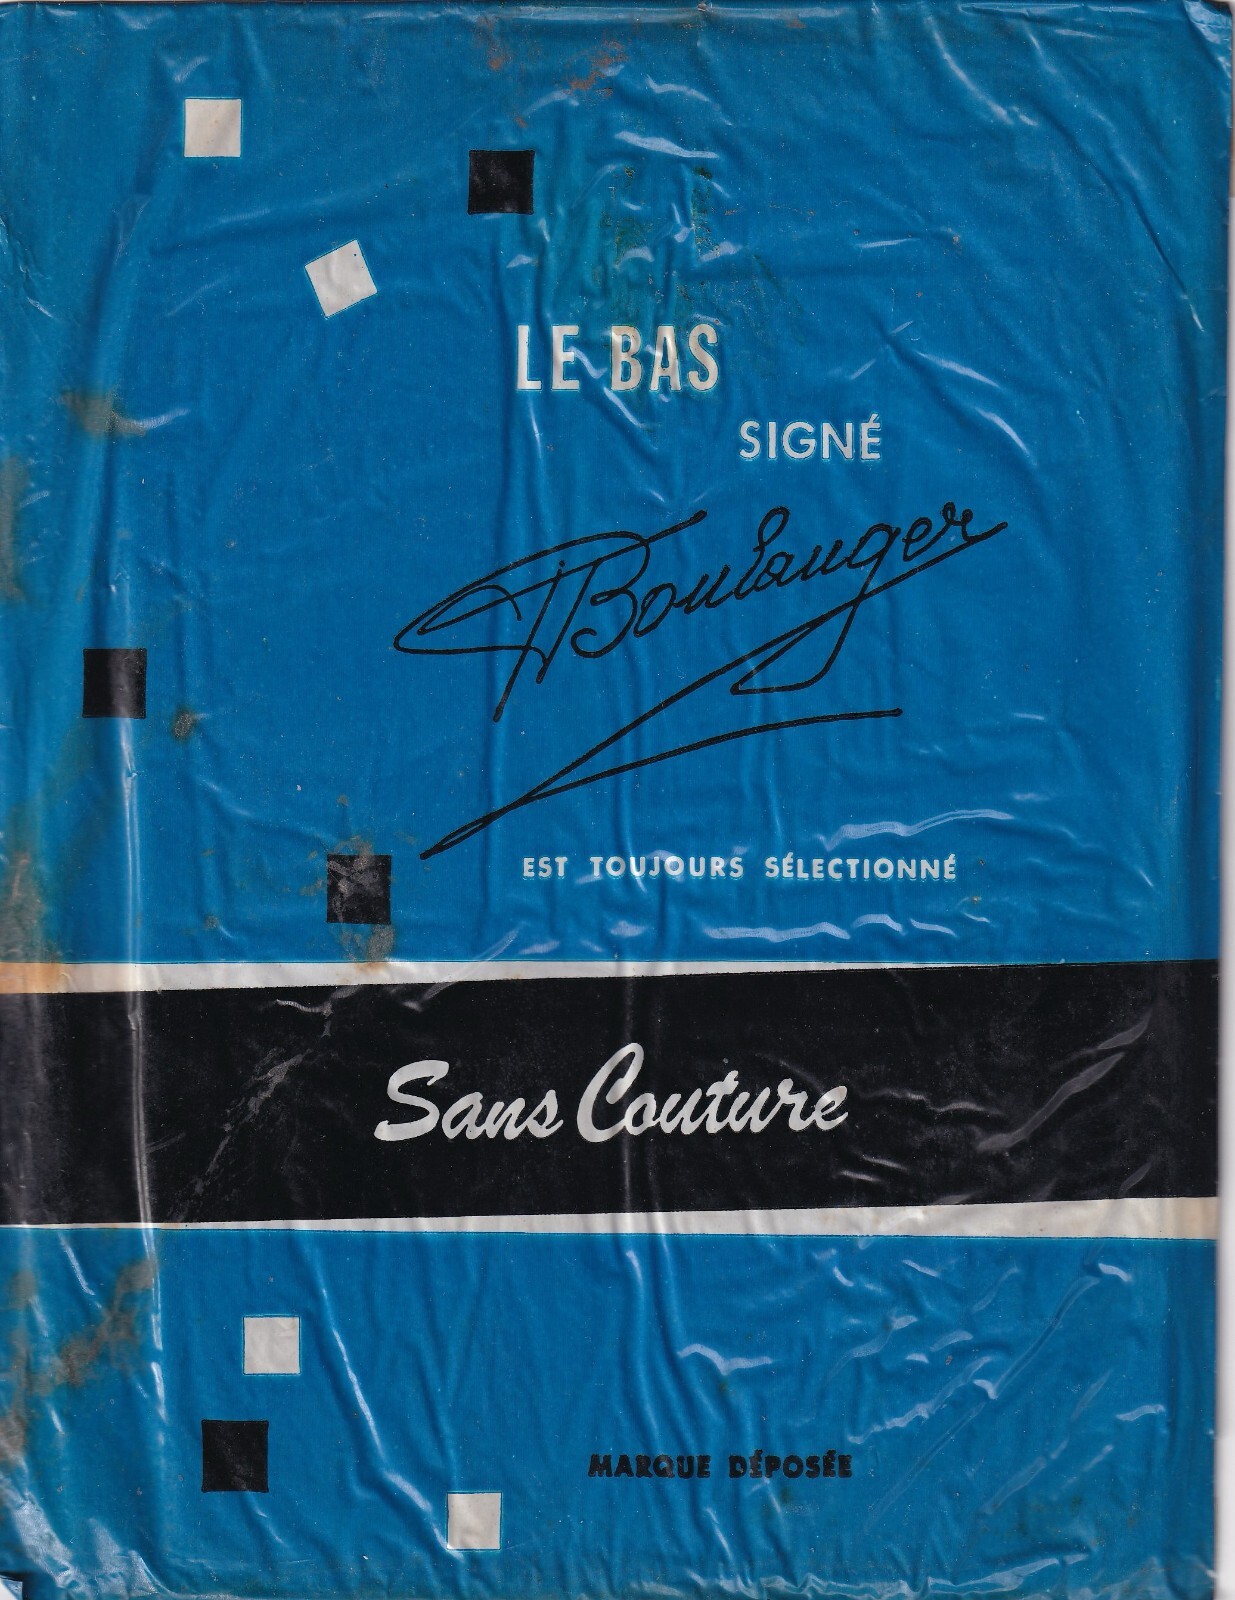 LE BAS
SIGNÉ
Boulanger
EST TOUJOURS SÉLECTIONNÉ
Sans Couture
MARQUE DÉPOSÉE